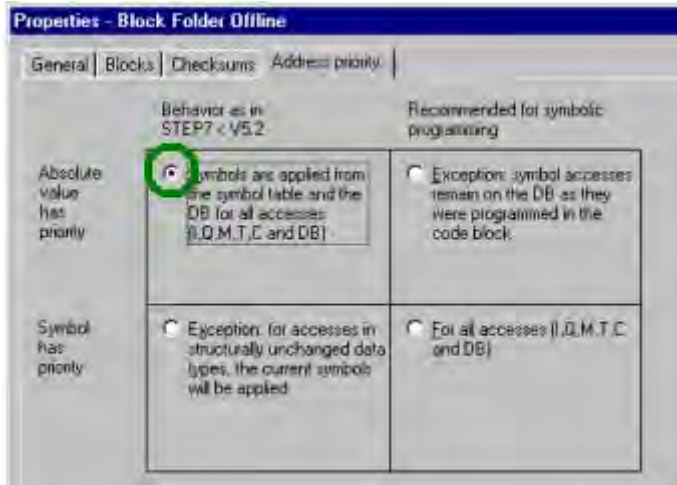 Properties - Block Folder Offline
General Blocks Checksums Address priority
Behavior as in
STEP7 < V5.2
Recommended for symbolic
programming
Absolute
value
has
priority
Symbols are applied from
the symbol table and the
DB for all accesses
(I,Q,M,T,C and DB)
Exception: symbol accesses
remain on the DB as they
were programmed in the
code block
Symbol
has
priority
Exception: for accesses in
structurally unchanged data
types, the current symbols
will be applied
For all accesses (I,Q,M,T,C
and DB)